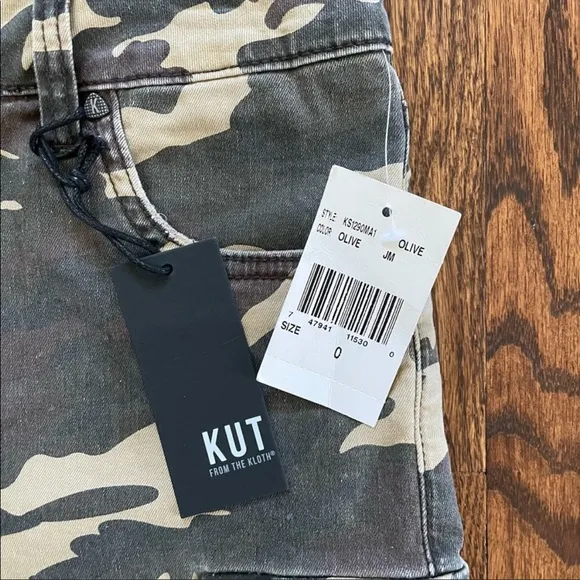 K
STYLE KS1290MA1
COLOR OLIVE OLIVE
JM
7 47941 11530 0
SIZE 0
KUT
FROM THE KLOTH®